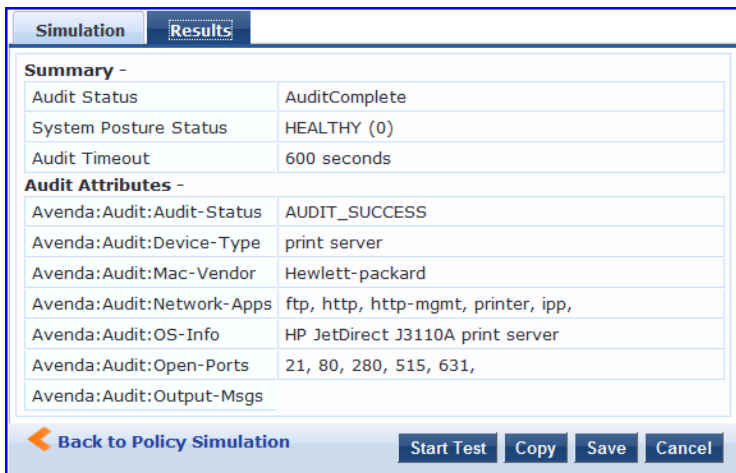 Simulation Results
Summary -
Audit Status AuditComplete
System Posture Status HEALTHY (0)
Audit Timeout 600 seconds
Audit Attributes -
Avenda:Audit:Audit-Status AUDIT_SUCCESS
Avenda:Audit:Device-Type print server
Avenda:Audit:Mac-Vendor Hewlett-packard
Avenda:Audit:Network-Apps ftp, http, http-mgmt, printer, ipp,
Avenda:Audit:OS-Info HP JetDirect J3110A print server
Avenda:Audit:Open-Ports 21, 80, 280, 515, 631,
Avenda:Audit:Output-Msgs
Back to Policy Simulation Start Test Copy Save Cancel